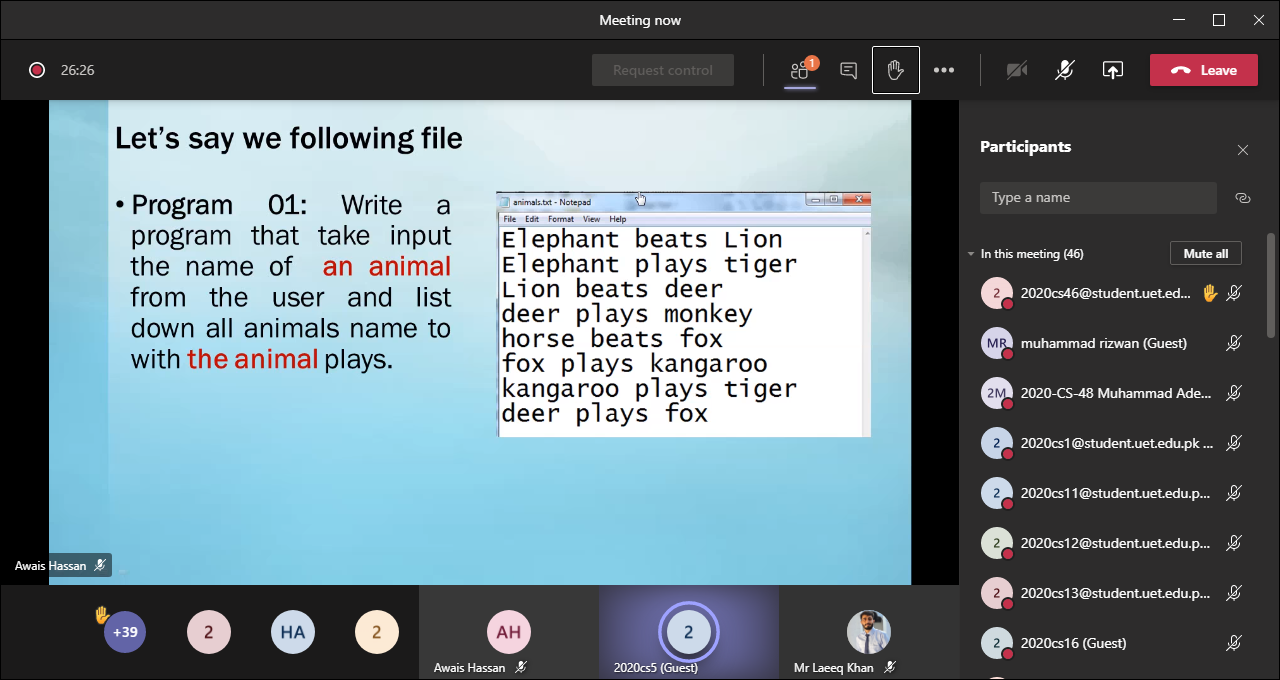 Meeting now
26:26
Request control
1
Leave
Let's say we following file
• Program 01: Write a
program that take input
the name of an animal
from the user and list
down all animals name to
with the animal plays.
animals.txt - Notepad
File Edit Format View Help
Elephant beats Lion
Elephant plays tiger
Lion beats deer
deer plays monkey
horse beats fox
fox plays kangaroo
kangaroo plays tiger
deer plays fox
Awais Hassan
+39
2
HA
2
AH
Awais Hassan
2
2020cs5 (Guest)
Mr Laeeq Khan
Participants
Type a name
In this meeting (46)
Mute all
2 2020cs46@student.uet.ed...
MR muhammad rizwan (Guest)
2M 2020-CS-48 Muhammad Ade...
2 2020cs1@student.uet.edu.pk ...
2 2020cs11@student.uet.edu.p...
2 2020cs12@student.uet.edu.p...
2 2020cs13@student.uet.edu.p...
2 2020cs16 (Guest)